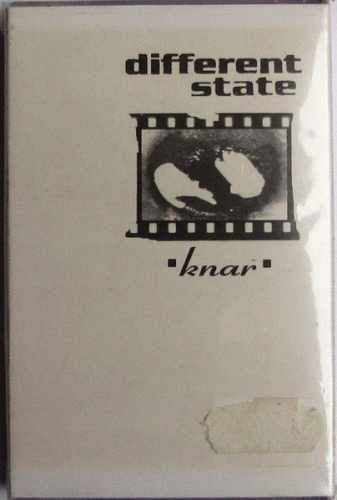 different
state
knar